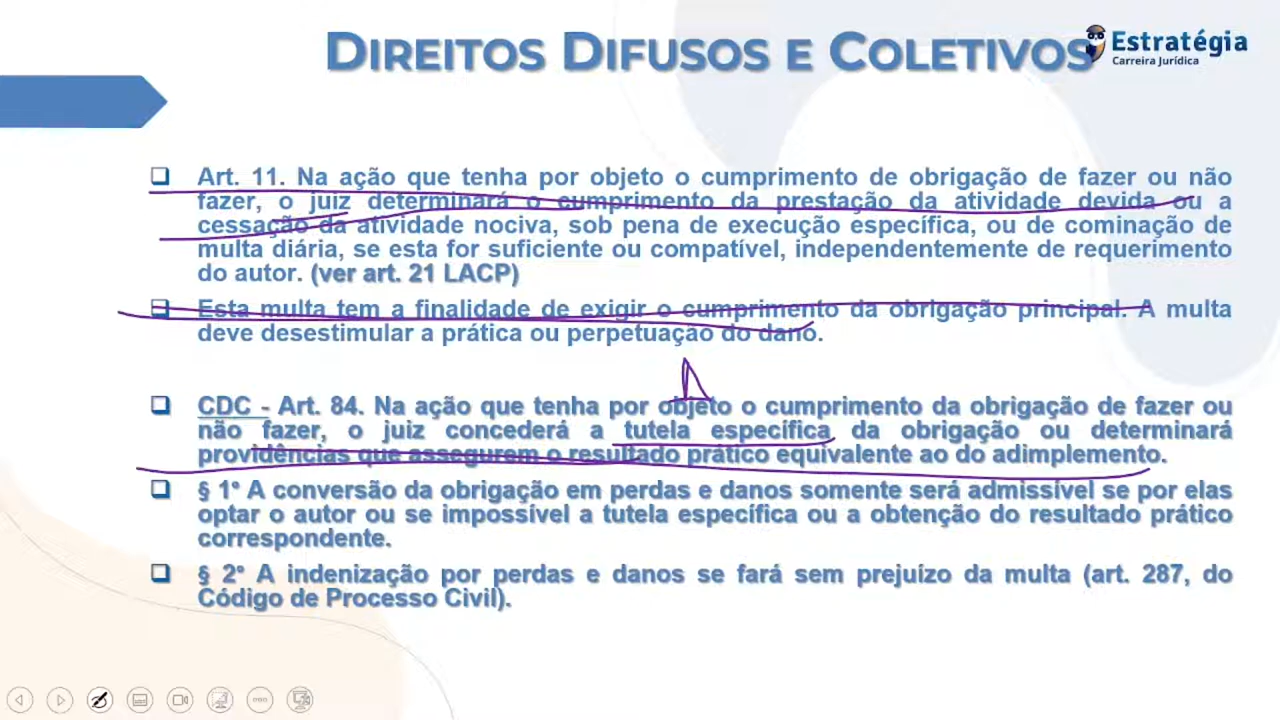 DIREITOS DIFUSOS E COLETIVOS
Estratégia
Carreira Jurídica
Art. 11. Na ação que tenha por objeto o cumprimento de obrigação de fazer ou não
fazer, o juiz determinará o cumprimento da prestação da atividade devida ou a
cessação da atividade nociva, sob pena de execução específica, ou de cominação de
multa diária, se esta for suficiente ou compatível, independentemente de requerimento
do autor. (ver art. 21 LACP)
Esta multa tem a finalidade de exigir o cumprimento da obrigação principal. A multa
deve desestimular a prática ou perpetuação do dano.
CDC - Art. 84. Na ação que tenha por objeto o cumprimento da obrigação de fazer ou
não fazer, o juiz concederá a tutela específica da obrigação ou determinará
providências que assegurem o resultado prático equivalente ao do adimplemento.
§ 1° A conversão da obrigação em perdas e danos somente será admissível se por elas
optar o autor ou se impossível a tutela específica ou a obtenção do resultado prático
correspondente.
§ 2° A indenização por perdas e danos se fará sem prejuízo da multa (art. 287, do
Código de Processo Civil).